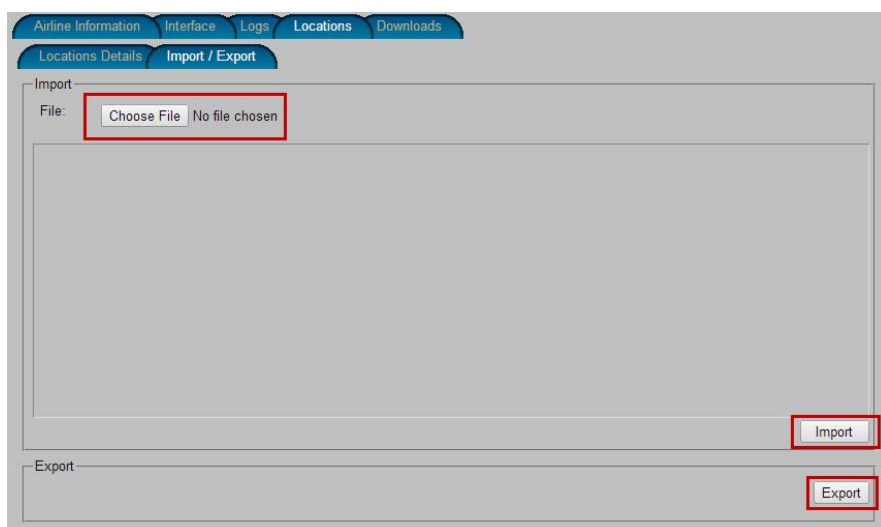 Airline Information Interface Logs Locations Downloads
Locations Details Import / Export
Import
File: Choose File No file chosen
Import
Export
Export